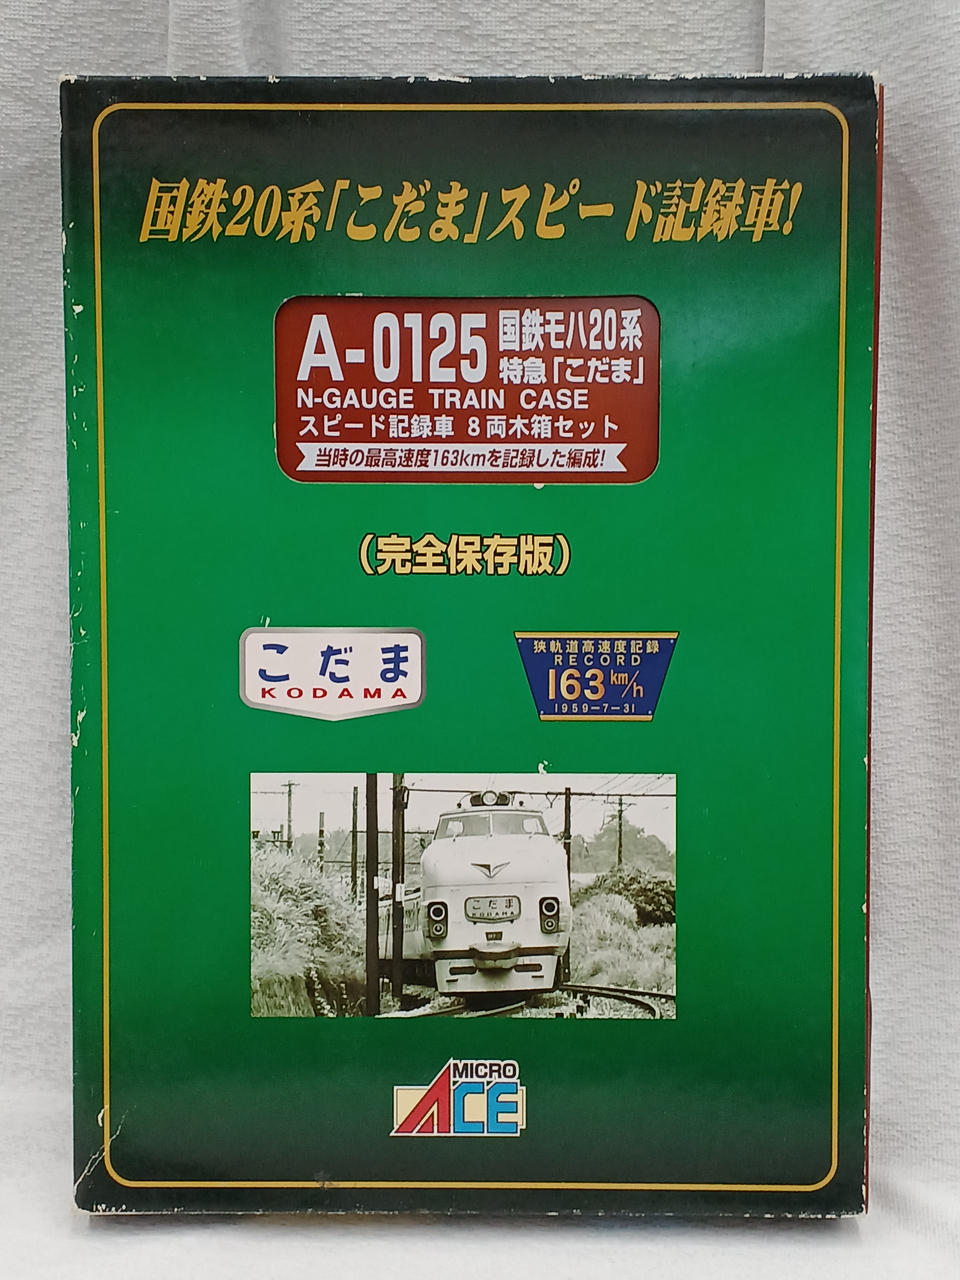 国鉄20系「こだま」スピード記録車!
A-0125
国鉄モハ20系
特急「こだま」
N-GAUGE TRAIN CASE
スピード記録車 8両木箱セット
当時の最高速度163kmを記録した編成!
(完全保存版)
こだま
KODAMA
狭軌道高速度記録
RECORD
163km/h
1959-7-31
こだま
KODAMA
MICRO
ACE